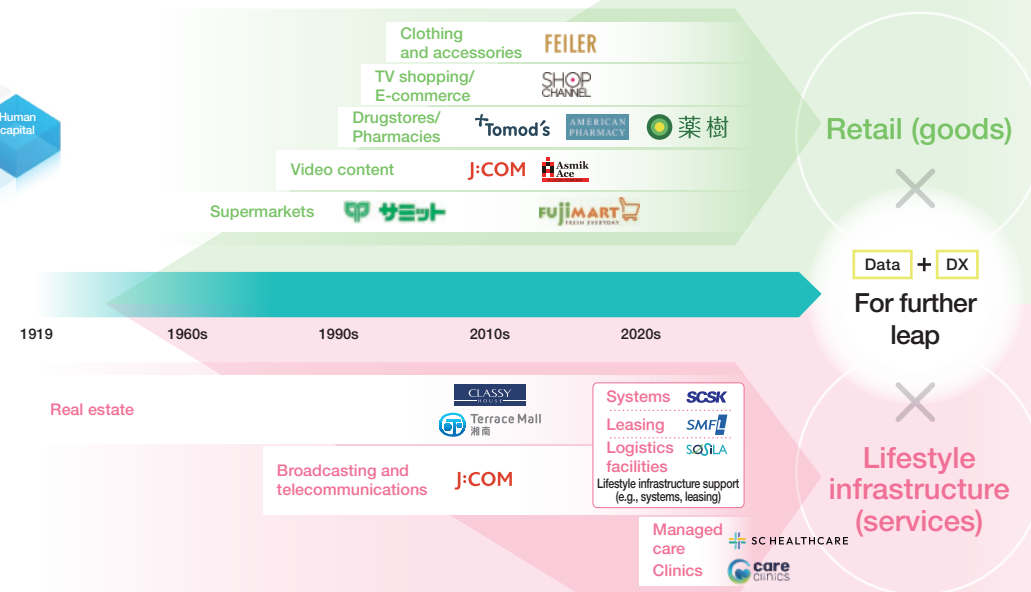 Human
capital
Clothing
and accessories
FEILER
TV shopping/
E-commerce
SHOP
CHANNEL
Drugstores/
Pharmacies
Tomod's
AMERICAN
PHARMACY
薬樹
Video content
J:COM
Asmik
Ace
Supermarkets
サミット
FUJIMART
FRESH EVERYDAY
Retail (goods)
Data + DX
For further
leap
1919
1960s
1990s
2010s
2020s
Real estate
CLASSY
HOUSE
Terrace Mall
湘南
Broadcasting and
telecommunications
J:COM
Systems
SCSK
Leasing
SMFL
Logistics
facilities
SOSiLA
Lifestyle infrastructure support
(e.g., systems, leasing)
Managed
care
SC HEALTHCARE
Clinics
care
clinics
Lifestyle
infrastructure
(services)